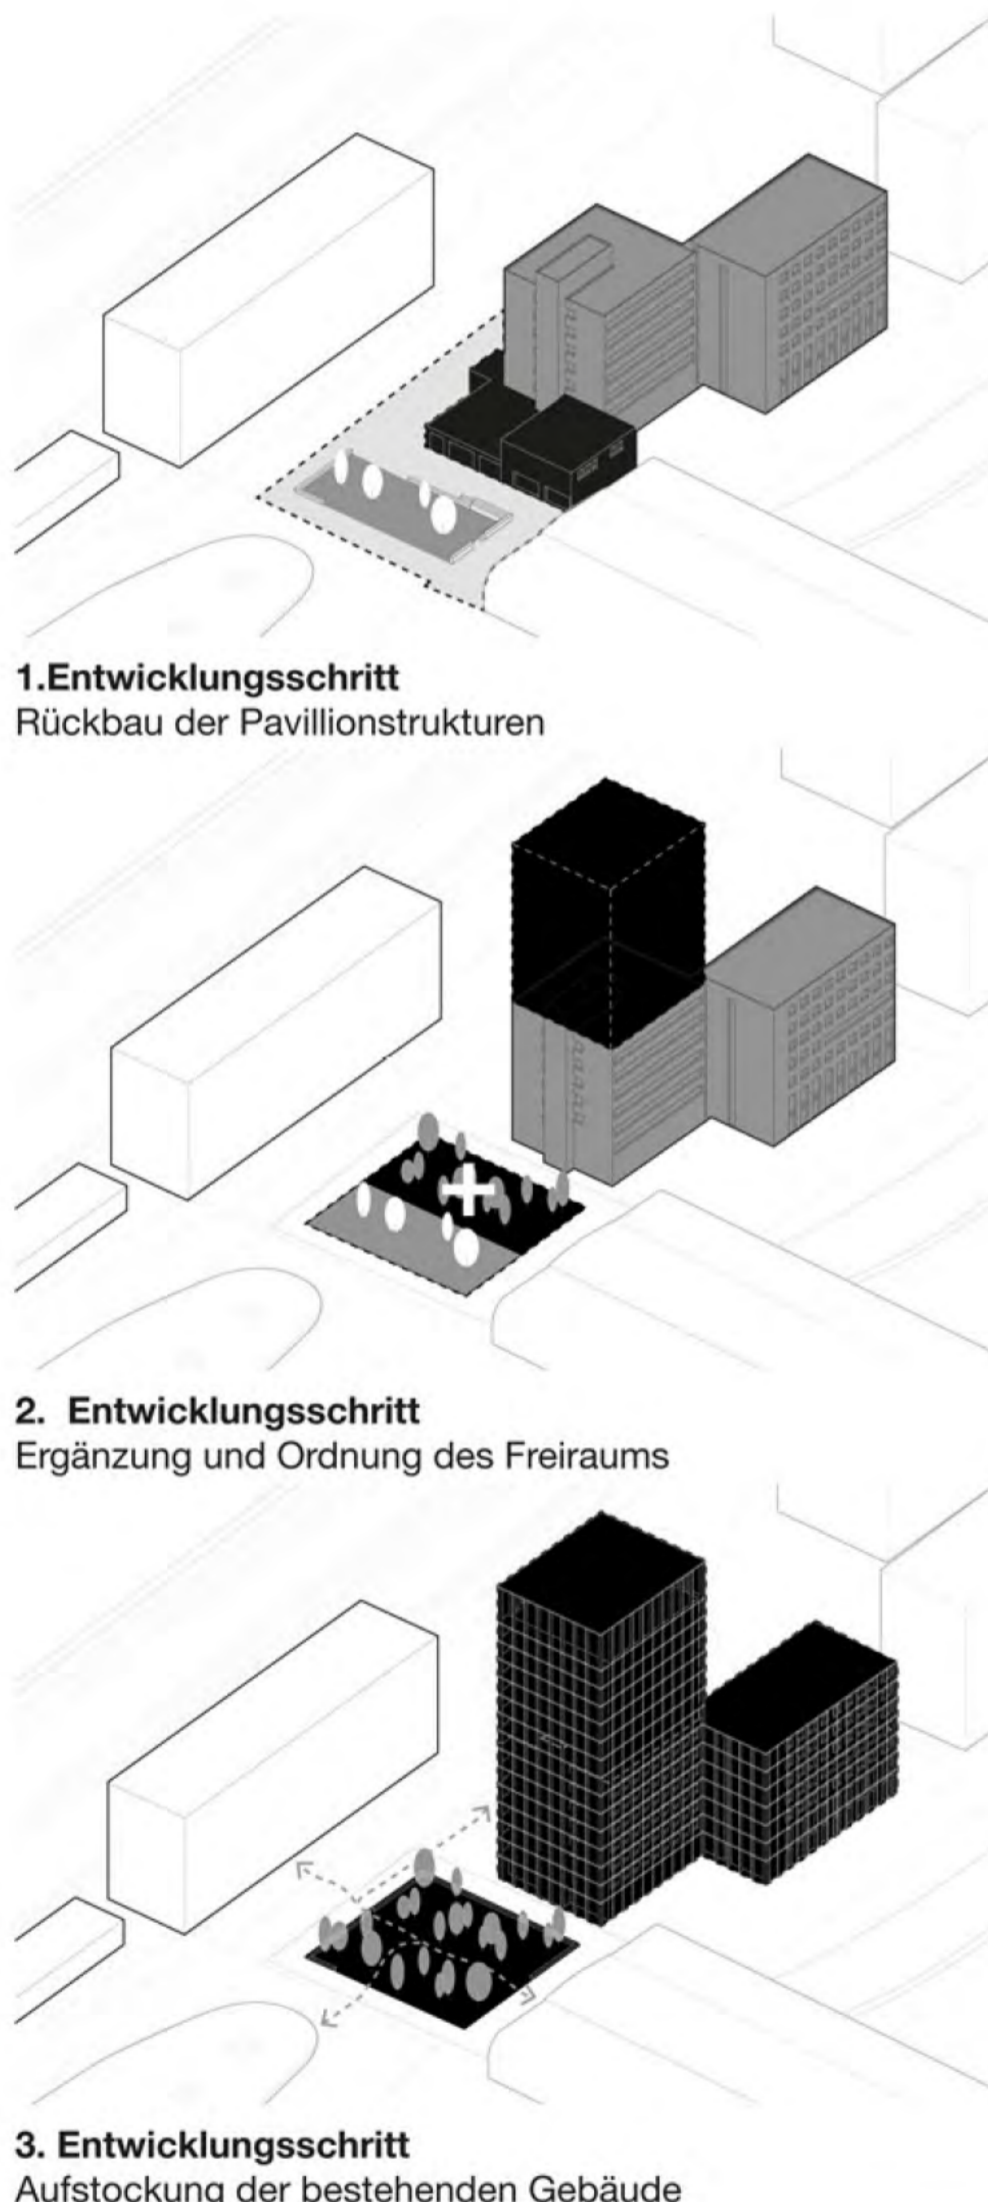 1.Entwicklungsschritt
Rückbau der Pavillionstrukturen
2. Entwicklungsschritt
Ergänzung und Ordnung des Freiraums
3. Entwicklungsschritt
Aufstockung der bestehenden Gebäude